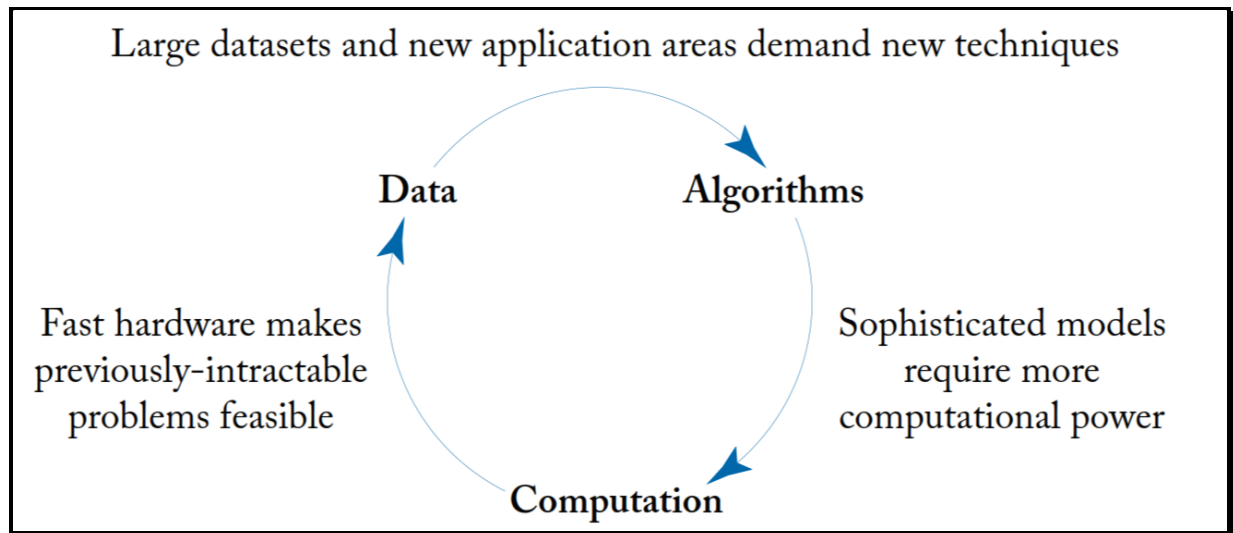 Large datasets and new application areas demand new techniques
Data
Algorithms
Fast hardware makes
previously-intractable
problems feasible
Sophisticated models
require more
computational power
Computation